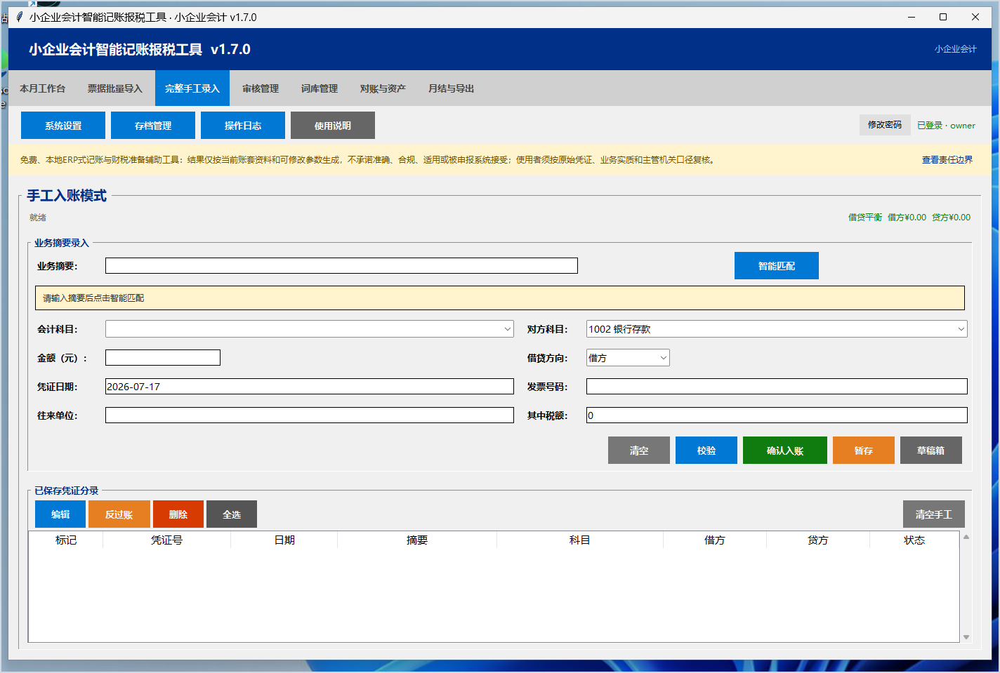 小企业会计智能记账报税工具 · 小企业会计 v1.7.0
小企业会计智能记账报税工具 v1.7.0
小企业会计
本月工作台 票据批量导入 完整手工录入 审核管理 词库管理 对账与资产 月结与导出
系统设置 存档管理 操作日志 使用说明 修改密码 已登录 · owner
免费、本地ERP式记账与财税准备辅助工具：结果仅按当前账套资料和可修改参数生成，不承诺准确、合规、适用或被申报系统接受；使用者须按原始凭证、业务实质和主管机关口径复核。 查看责任边界
手工入账模式
就绪 借贷平衡 借方¥0.00 贷方¥0.00
业务摘要录入
业务摘要： 智能匹配
请输入摘要后点击智能匹配
会计科目： 对方科目： 1002 银行存款
金额（元）： 借贷方向： 借方
凭证日期： 2026-07-17 发票号码：
往来单位： 其中税额： 0
清空 校验 确认入账 暂存 草稿箱
已保存凭证分录
编辑 反过账 删除 全选 清空手工
标记 凭证号 日期 摘要 科目 借方 贷方 状态